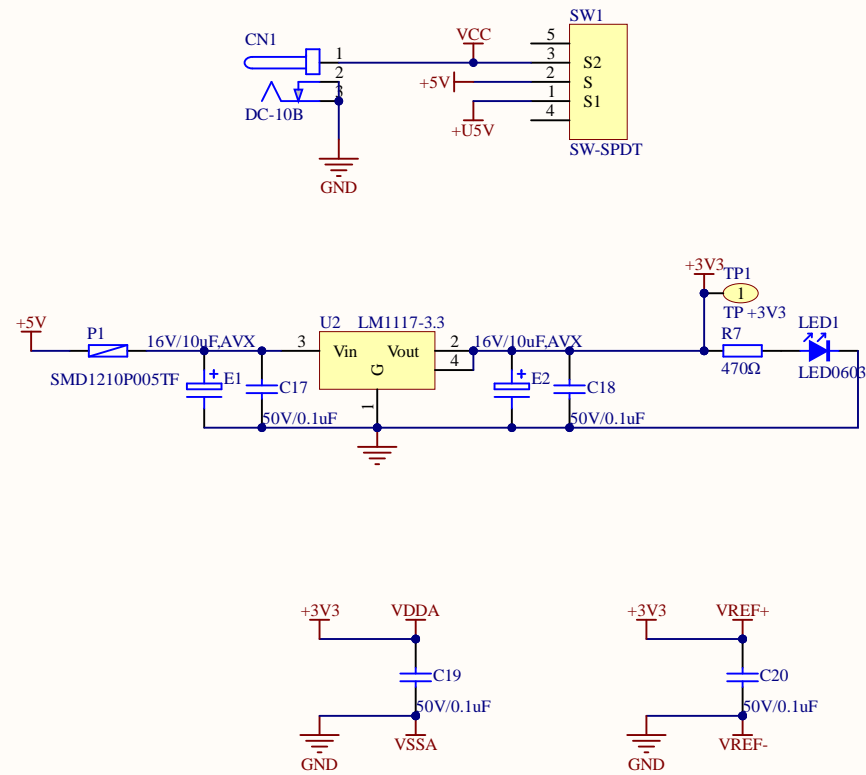 SW1
CN1
VCC
5
1
3
S2
2
+5V
2
S
3
1
S1
DC-10B
+U5V
4
SW-SPDT
GND
+3V3
TP1
1
+5V
P1
U2
LM1117-3.3
TP +3V3
LED1
16V/10uF,AVX
3
Vin
Vout
2
16V/10uF,AVX
R7
4
SMD1210P005TF
E1
C17
G
E2
C18
470Ω
LED0603
1
50V/0.1uF
50V/0.1uF
+3V3
VDDA
+3V3
VREF+
C19
C20
50V/0.1uF
50V/0.1uF
GND
VSSA
GND
VREF-